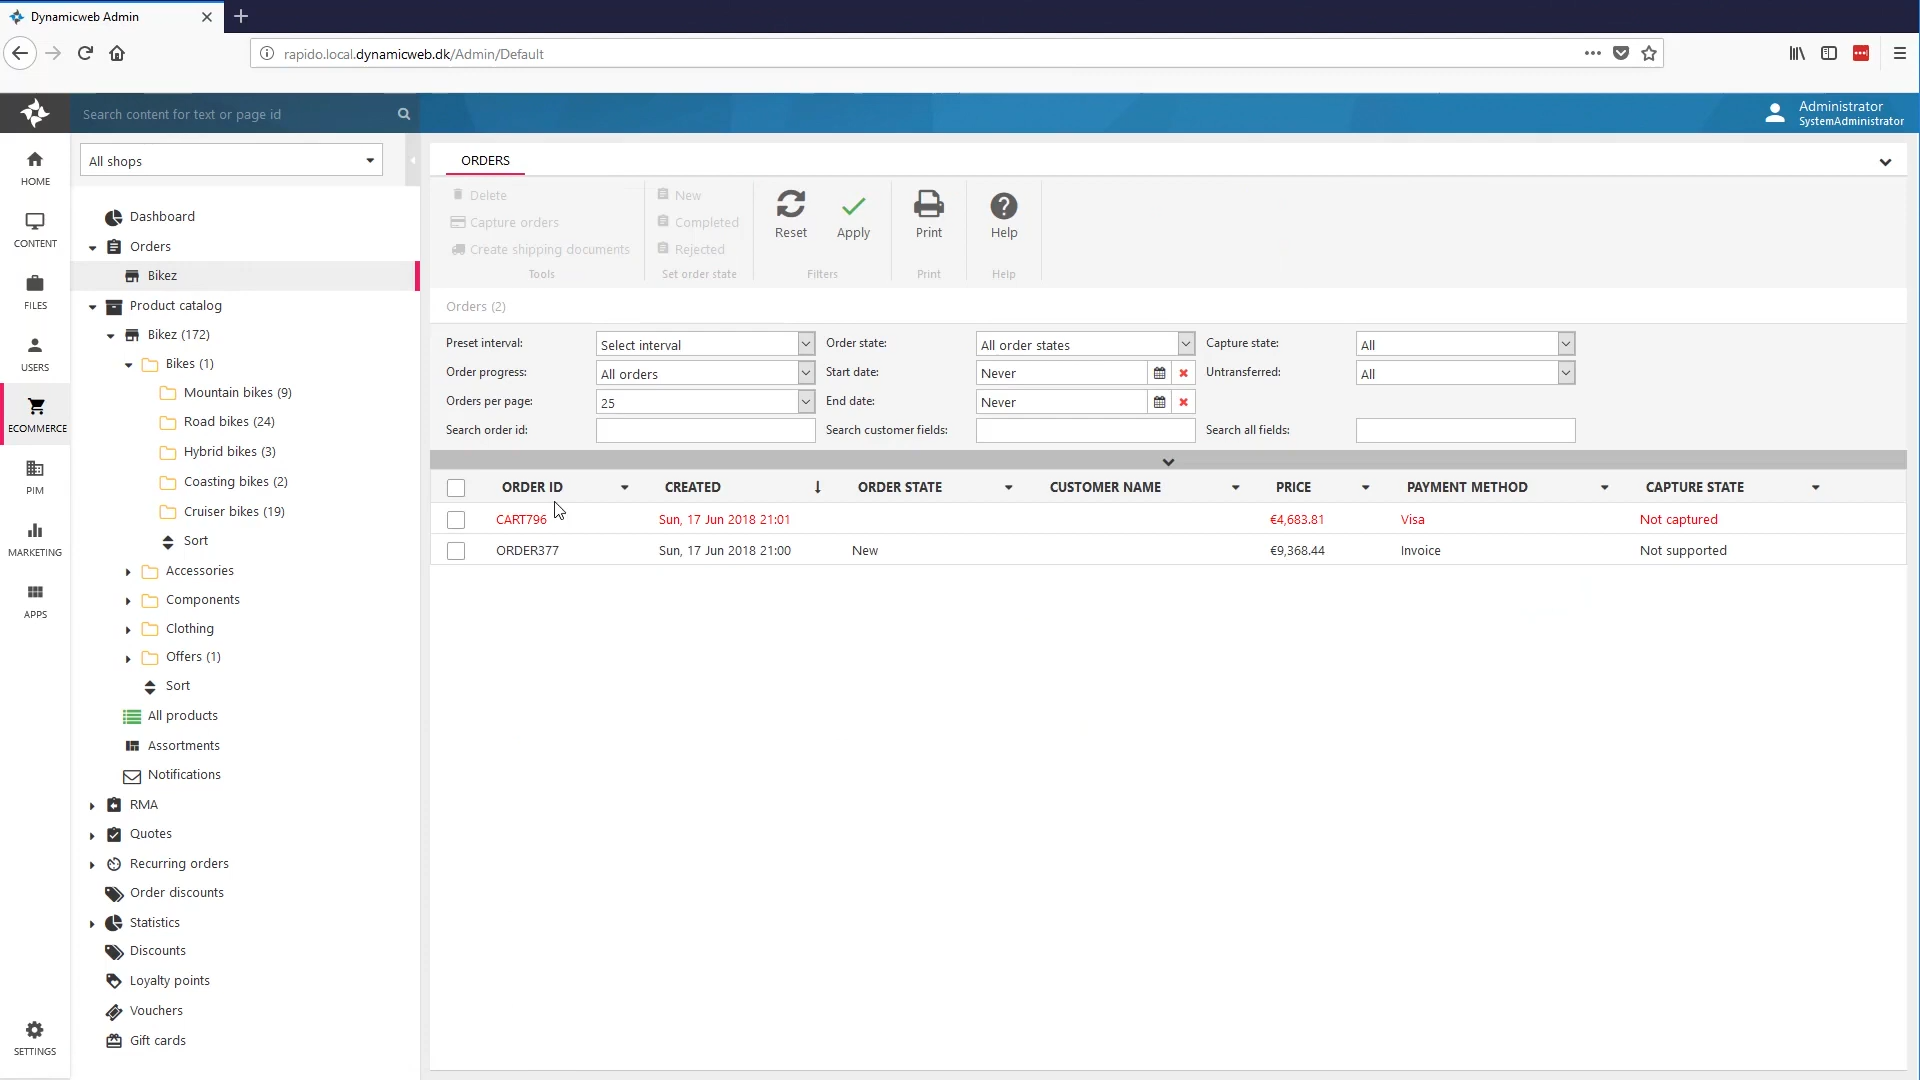 Dynamicweb Admin
rapido.local.dynamicweb.dk/Admin/Default
Search content for text or page id
Administrator
SystemAdministrator
HOME
CONTENT
FILES
USERS
ECOMMERCE
PIM
MARKETING
APPS
SETTINGS
All shops
Dashboard
Orders
Bikez
Product catalog
Bikez (172)
Bikes (1)
Mountain bikes (9)
Road bikes (24)
Hybrid bikes (3)
Coasting bikes (2)
Cruiser bikes (19)
Sort
Accessories
Components
Clothing
Offers (1)
Sort
All products
Assortments
Notifications
RMA
Quotes
Recurring orders
Order discounts
Statistics
Discounts
Loyalty points
Vouchers
Gift cards
ORDERS
Delete
Capture orders
Create shipping documents
Tools
New
Completed
Rejected
Set order state
Reset
Apply
Filters
Print
Print
Help
Help
Orders (2)
Preset interval: Select interval Order state: All order states Capture state: All
Order progress: All orders Start date: Never Untransferred: All
Orders per page: 25 End date: Never
Search order id: Search customer fields: Search all fields:
ORDER ID CREATED ORDER STATE CUSTOMER NAME PRICE PAYMENT METHOD CAPTURE STATE
CART796 Sun, 17 Jun 2018 21:01 €4,683.81 Visa Not captured
ORDER377 Sun, 17 Jun 2018 21:00 New €9,368.44 Invoice Not supported